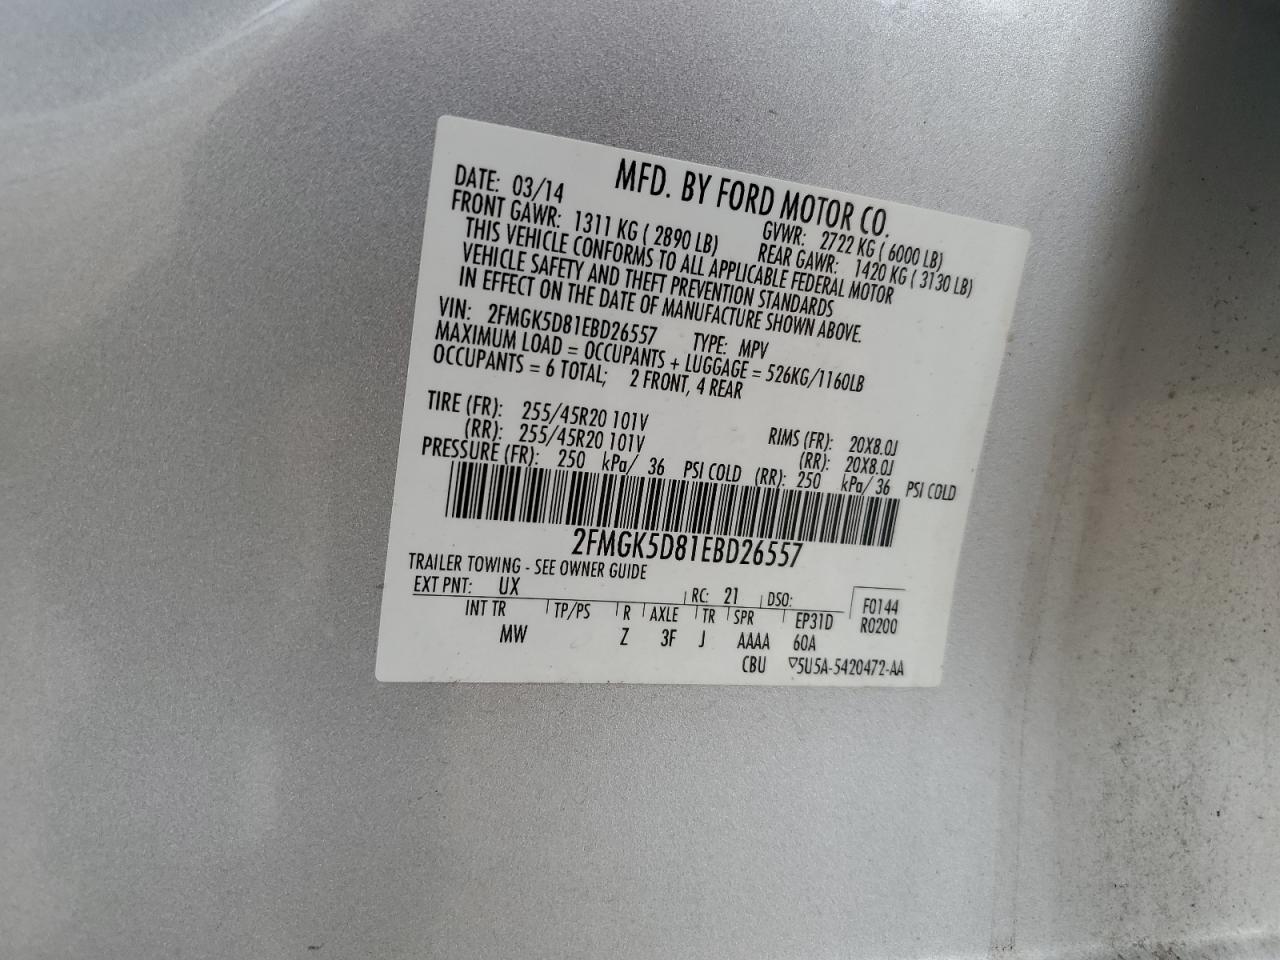 MFD. BY FORD MOTOR CO.
DATE: 03/14 GVWR: 2722 KG ( 6000 LB)
FRONT GAWR: 1311 KG ( 2890 LB) REAR GAWR: 1420 KG ( 3130 LB)
THIS VEHICLE CONFORMS TO ALL APPLICABLE FEDERAL MOTOR
VEHICLE SAFETY AND THEFT PREVENTION STANDARDS
IN EFFECT ON THE DATE OF MANUFACTURE SHOWN ABOVE.
VIN: 2FMGK5D81EBD26557 TYPE: MPV
MAXIMUM LOAD = OCCUPANTS + LUGGAGE = 526KG/1160LB
OCCUPANTS = 6 TOTAL; 2 FRONT, 4 REAR
TIRE (FR): 255/45R20 101V RIMS (FR): 20X8.0J
(RR): 255/45R20 101V (RR): 20X8.0J
PRESSURE (FR): 250 kPa/ 36 PSI COLD (RR): 250 kPa/ 36 PSI COLD
2FMGK5D81EBD26557
TRAILER TOWING - SEE OWNER GUIDE
EXT PNT: UX RC: 21 DSO: F0144
INT TR TP/PS R AXLE TR SPR EP31D R0200
MW Z 3F J AAAA 60A
CBU ▽5U5A-5420472-AA